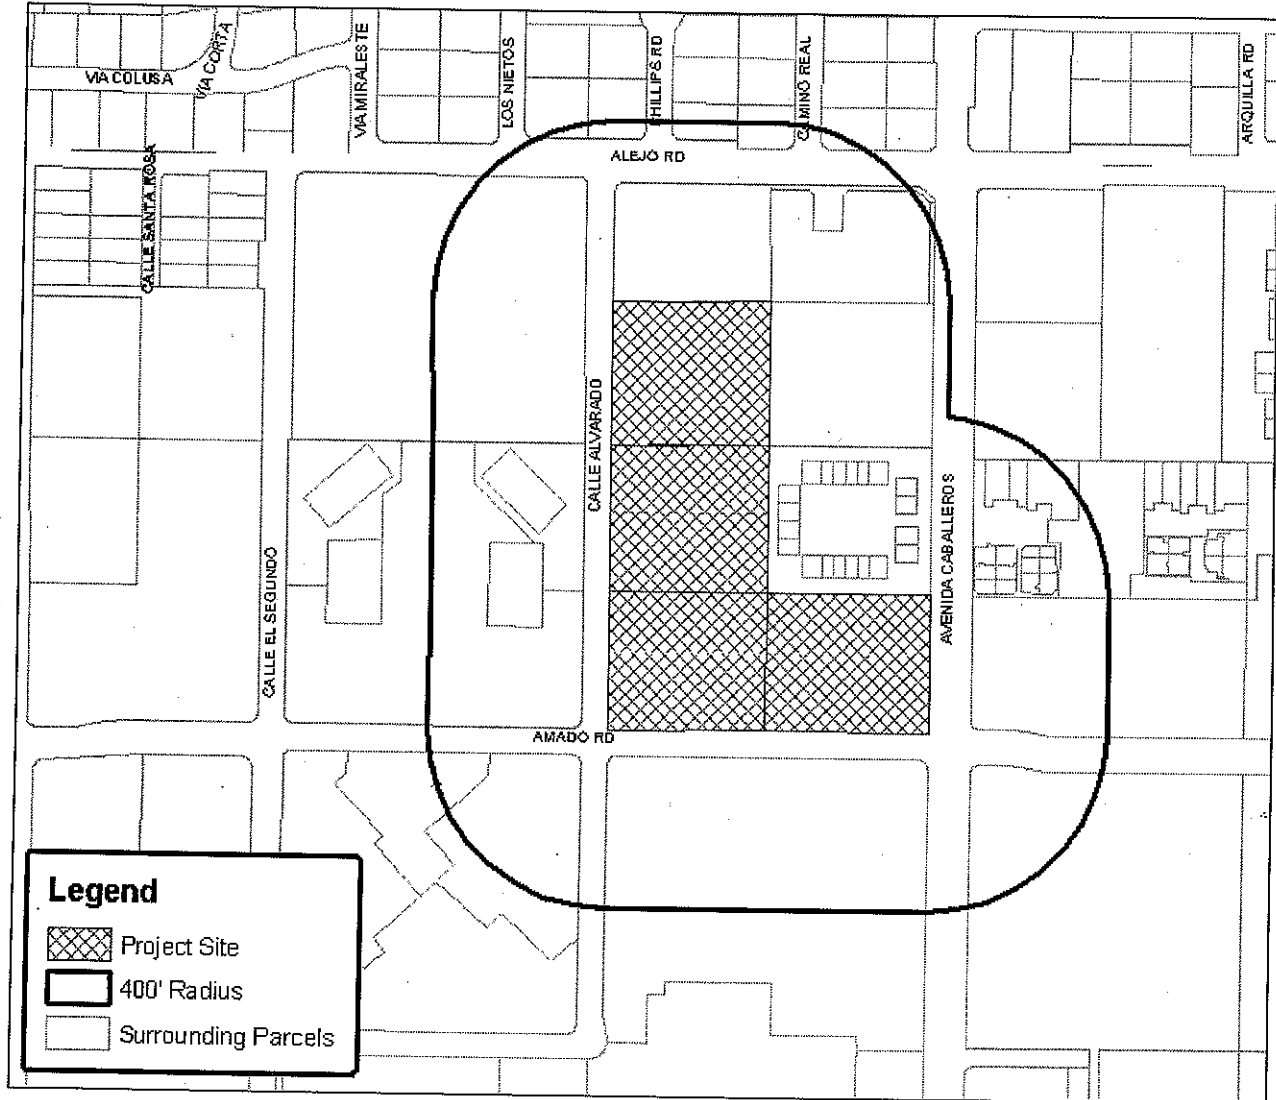 VIA COLUSA
VIA CORTA
VIA MIRALESTE
LOS NIETOS
PHILLIPS RD
CAMINO REAL
ARQUILLA RD
ALEJO RD
CALLE SANTA ROSA
CALLE ALVARADO
AVENIDA CABALLEROS
CALLE EL SEGUNDO
AMADO RD
Legend
Project Site
400' Radius
Surrounding Parcels